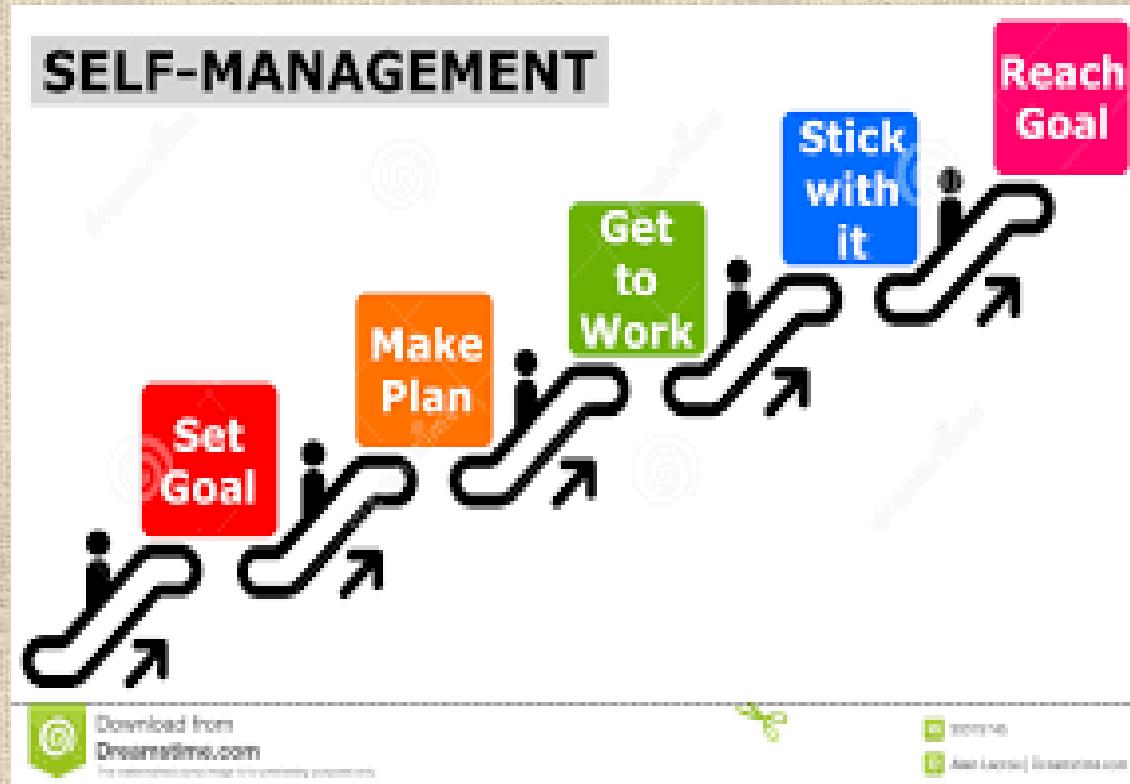 SELF-MANAGEMENT
Reach
Goal
Stick
with
it
Get
to
Work
Make
Plan
Set
Goal
Download from
Dreamstime.com